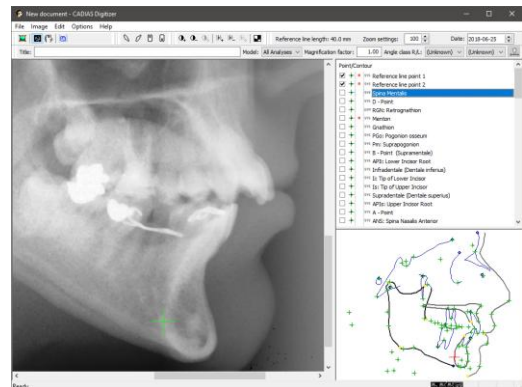 New document - CADIAS Digitizer
File Image Edit Options Help
Reference line length: 40.0 mm Zoom settings: 100 Date: 2018-06-25
Title: Model: All Analyses Magnification factor: 1.00 Angle class R/L: (Unknown) (Unknown)
Point/Contour
Reference line point 1
Reference line point 2
Spina Mentalis
D - Point
RGN: Retrognathion
Menton
Gnathion
PGo: Pogonion osseum
Pm: Suprapogonion
B - Point (Supramentale)
APIi: Lower Incisor Root
Infradentale (Dentale inferius)
Ii: Tip of Lower Incisor
Is: Tip of Upper Incisor
Supradentale (Dentale superius)
APIs: Upper Incisor Root
A - Point
ANS: Spina Nasalis Anterior
Ready